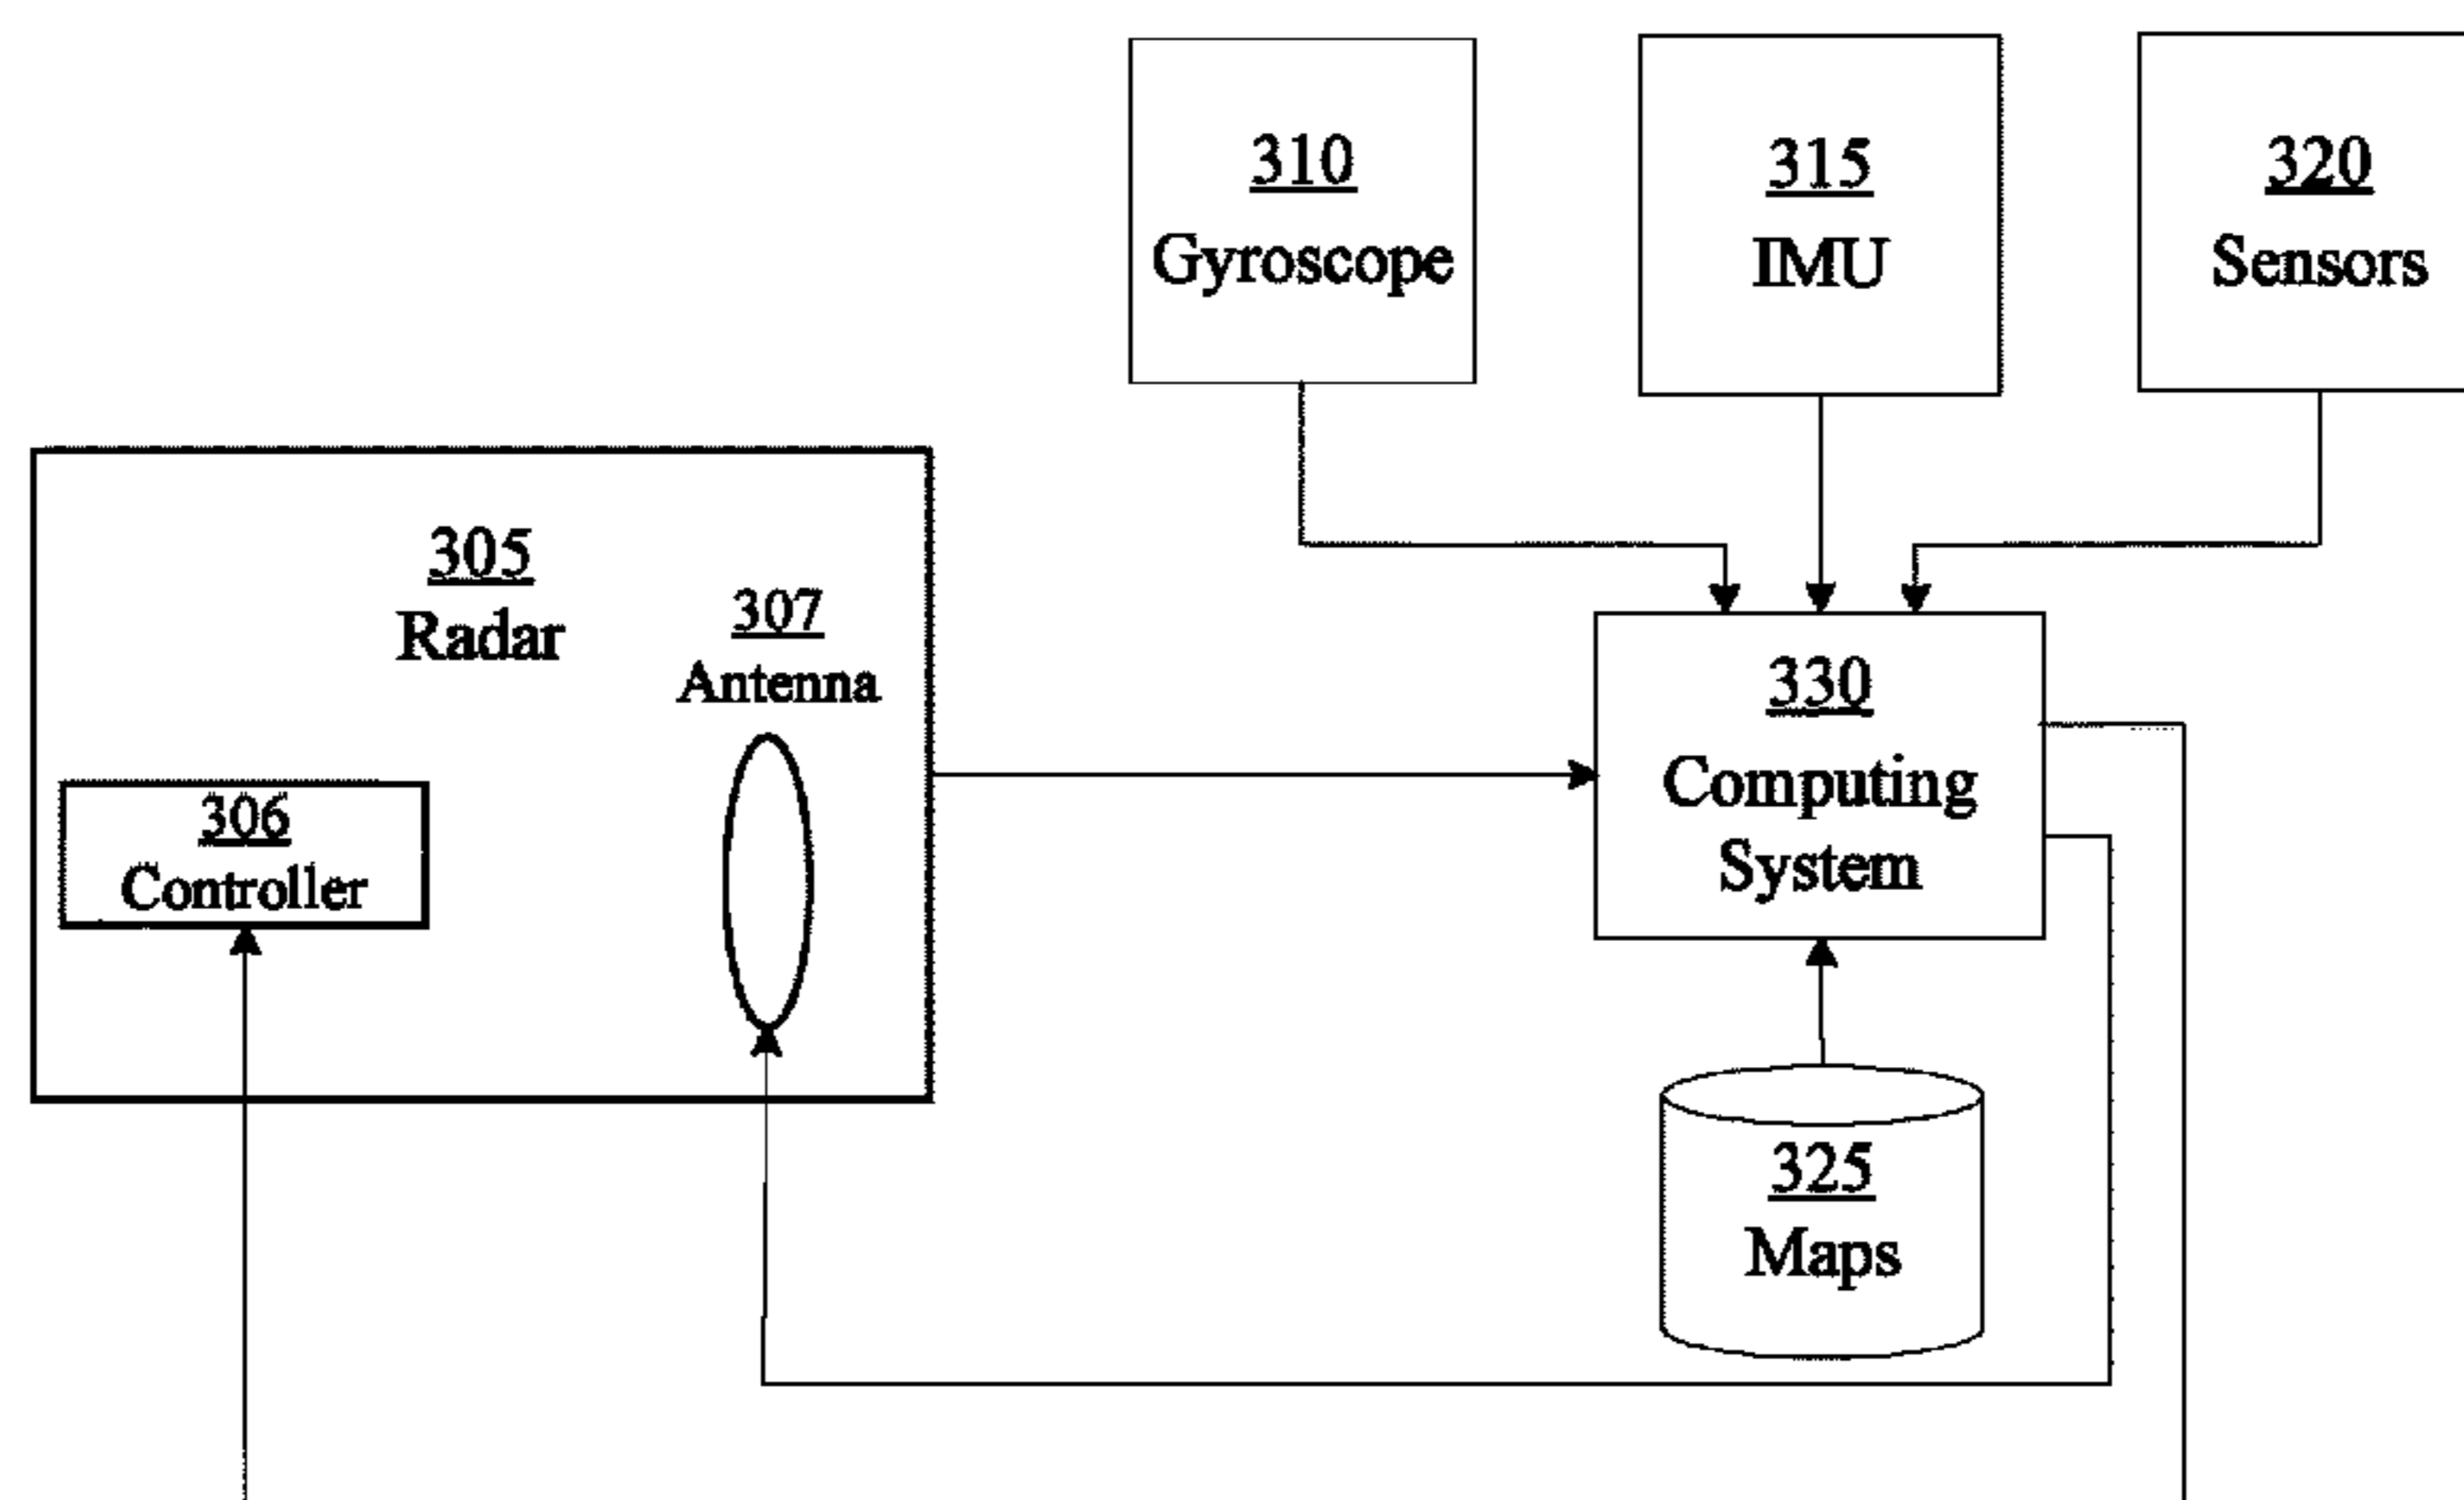 310
Gyroscope
315
IMU
320
Sensors
305
Radar
307
Antenna
306
Controller
330
Computing
System
325
Maps